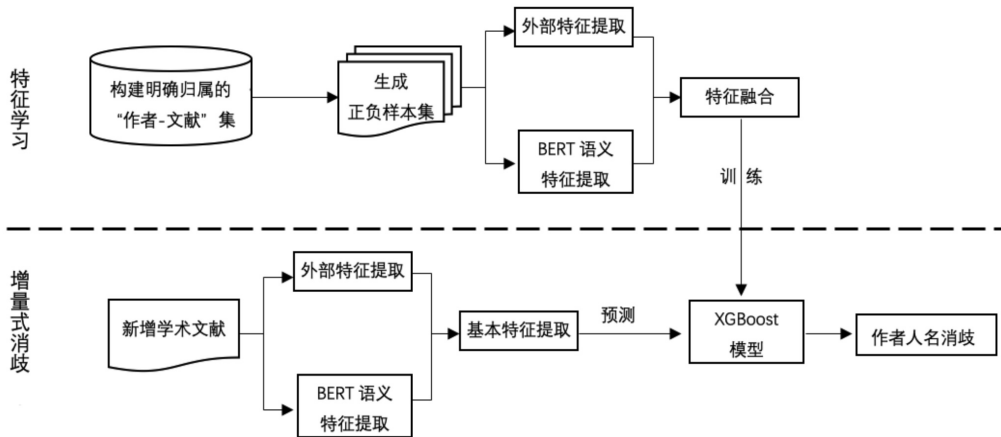 特征学习
构建明确归属的
“作者-文献”集
生成
正负样本集
外部特征提取
BERT 语义
特征提取
特征融合
训练
增量式消歧
新增学术文献
外部特征提取
BERT 语义
特征提取
基本特征提取
预测
XGBoost
模型
作者人名消歧